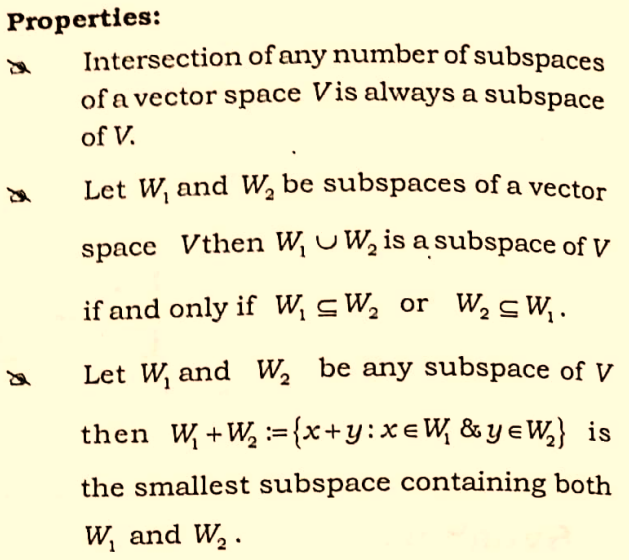 Properties:
Intersection of any number of subspaces
of a vector space V is always a subspace
of V.
Let W₁ and W₂ be subspaces of a vector
space V then W₁ ∪ W₂ is a subspace of V
if and only if W₁ ⊆ W₂ or W₂ ⊆ W₁.
Let W₁ and W₂ be any subspace of V
then W₁ + W₂ := {x + y : x ∈ W₁ & y ∈ W₂} is
the smallest subspace containing both
W₁ and W₂.